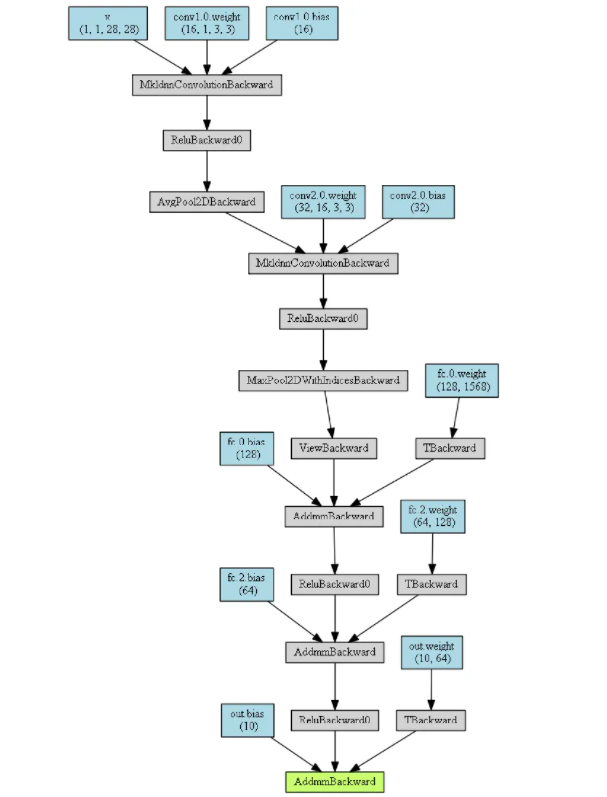 x
(1, 1, 28, 28)
conv1.0.weight
(16, 1, 3, 3)
conv1.0.bias
(16)
MkldnnConvolutionBackward
ReluBackward0
AvgPool2DBackward
conv2.0.weight
(32, 16, 3, 3)
conv2.0.bias
(32)
MkldnnConvolutionBackward
ReluBackward0
MaxPool2DWithIndicesBackward
fc.0.weight
(128, 1568)
fc.0.bias
(128)
ViewBackward
TBackward
AddmmBackward
fc.2.weight
(64, 128)
fc.2.bias
(64)
ReluBackward0
TBackward
AddmmBackward
out.weight
(10, 64)
out.bias
(10)
ReluBackward0
TBackward
AddmmBackward